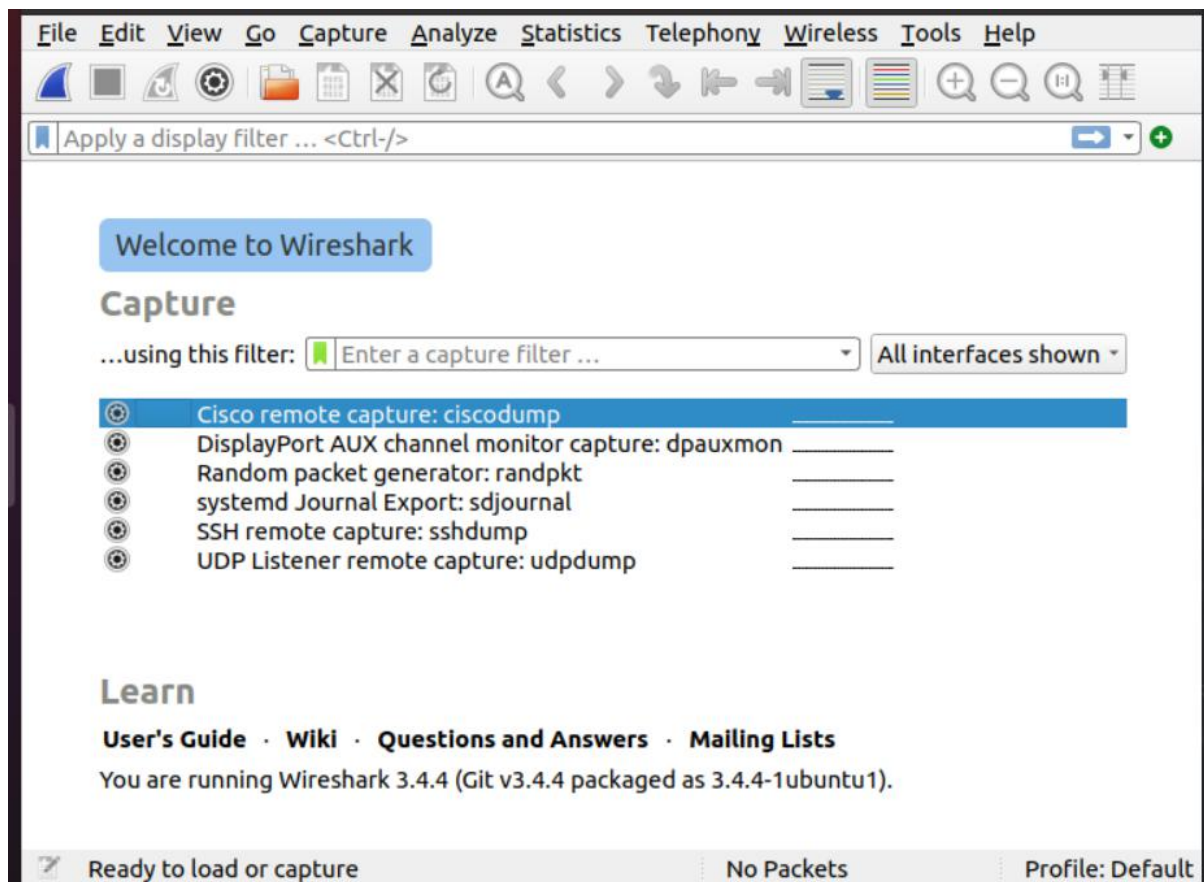 File Edit View Go Capture Analyze Statistics Telephony Wireless Tools Help
Apply a display filter … <Ctrl-/>
Welcome to Wireshark
Capture
…using this filter: Enter a capture filter … All interfaces shown
Cisco remote capture: ciscodump
DisplayPort AUX channel monitor capture: dpauxmon
Random packet generator: randpkt
systemd Journal Export: sdjournal
SSH remote capture: sshdump
UDP Listener remote capture: udpdump
Learn
User's Guide · Wiki · Questions and Answers · Mailing Lists
You are running Wireshark 3.4.4 (Git v3.4.4 packaged as 3.4.4-1ubuntu1).
Ready to load or capture No Packets Profile: Default